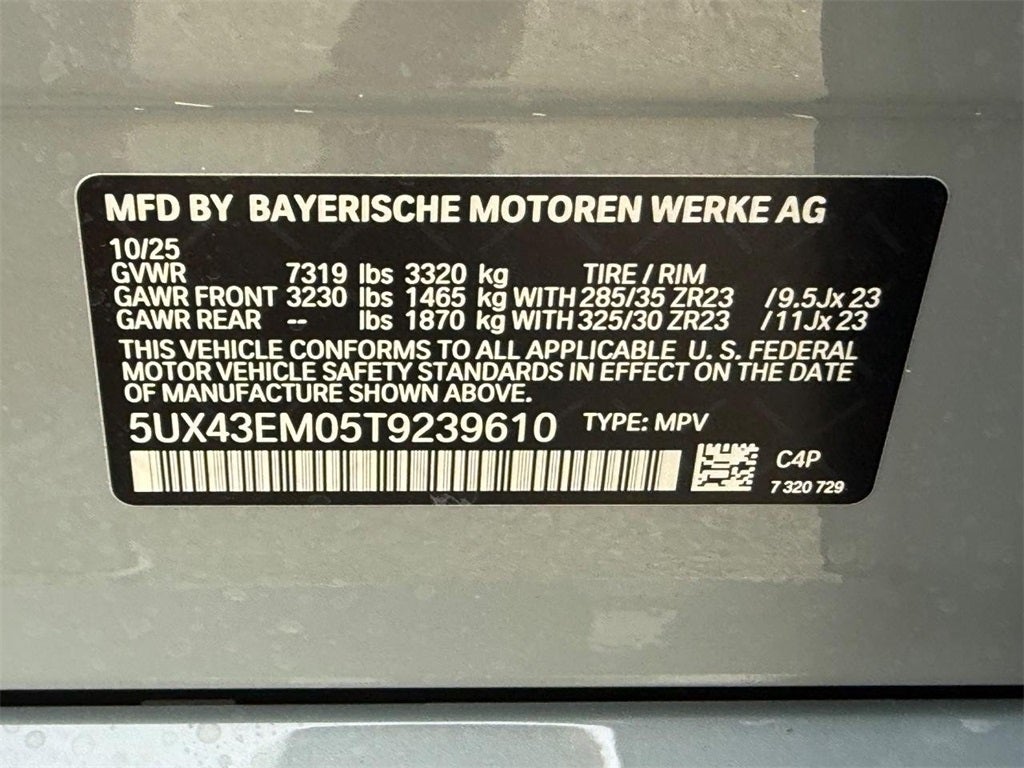 MFD BY BAYERISCHE MOTOREN WERKE AG
10/25
GVWR 7319 lbs 3320 kg TIRE / RIM
GAWR FRONT 3230 lbs 1465 kg WITH 285/35 ZR23 / 9.5Jx 23
GAWR REAR -- lbs 1870 kg WITH 325/30 ZR23 / 11Jx 23
THIS VEHICLE CONFORMS TO ALL APPLICABLE U. S. FEDERAL
MOTOR VEHICLE SAFETY STANDARDS IN EFFECT ON THE DATE
OF MANUFACTURE SHOWN ABOVE.
5UX43EM05T9239610 TYPE: MPV
C4P
7 320 729